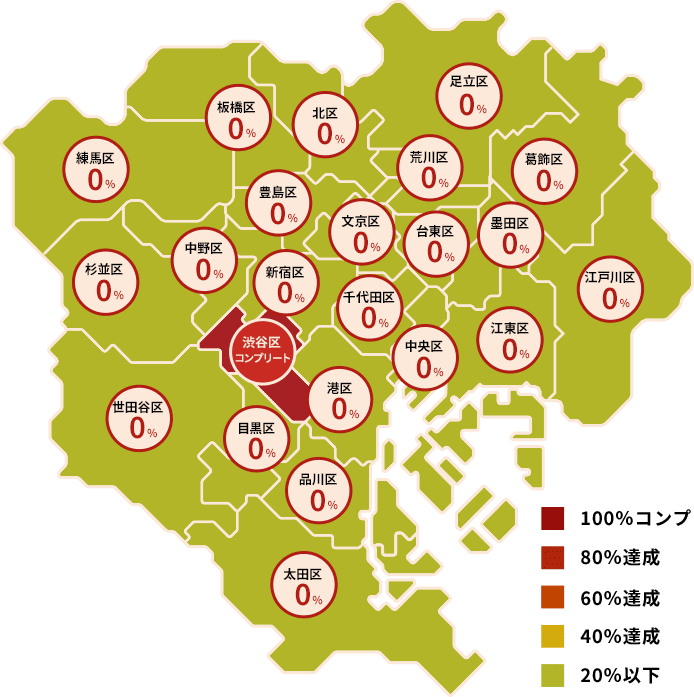 足立区
0%
板橋区
0%
北区
0%
練馬区
0%
荒川区
0%
葛飾区
0%
豊島区
0%
文京区
0%
台東区
0%
墨田区
0%
中野区
0%
杉並区
0%
新宿区
0%
千代田区
0%
江戸川区
0%
渋谷区
コンプリート
中央区
0%
江東区
0%
世田谷区
0%
港区
0%
目黒区
0%
品川区
0%
太田区
0%
100%コンプ
80%達成
60%達成
40%達成
20%以下